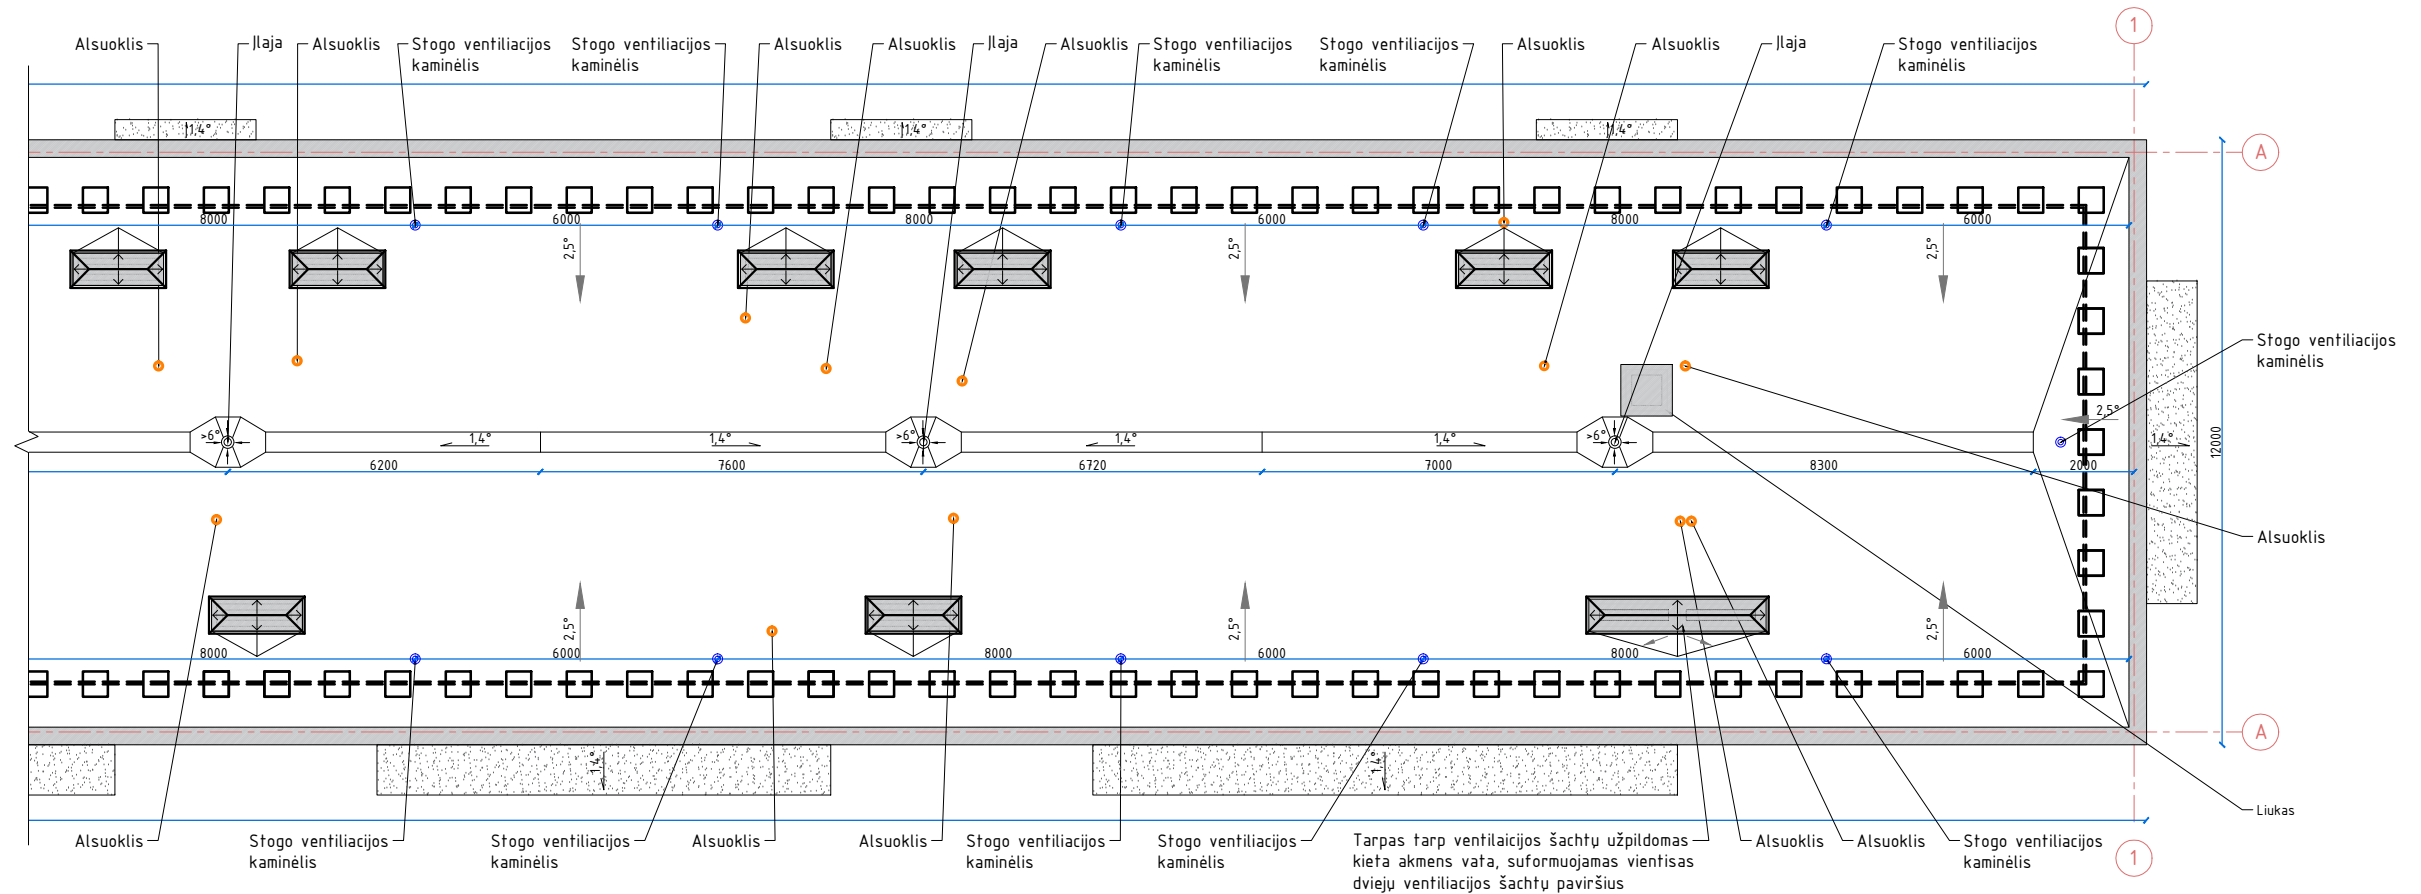 1
Alsuoklis
Įlaja
Alsuoklis
Stogo ventiliacijos
kaminėlis
Stogo ventiliacijos
kaminėlis
Alsuoklis
Alsuoklis
Įlaja
Alsuoklis
Stogo ventiliacijos
kaminėlis
Stogo ventiliacijos
kaminėlis
Alsuoklis
Alsuoklis
Įlaja
Stogo ventiliacijos
kaminėlis
1,4°
1,4°
1,4°
A
8000
6000
8000
6000
8000
6000
2,5°
2,5°
2,5°
Stogo ventiliacijos
kaminėlis
2,5°
>6°
1,4°
1,4°
>6°
1,4°
1,4°
>6°
1,4°
12000
6200
7600
6720
7000
8300
2000
Alsuoklis
2,5°
2,5°
2,5°
8000
6000
8000
6000
8000
6000
A
1,4°
1,4°
Liukas
Alsuoklis
Stogo ventiliacijos
kaminėlis
Stogo ventiliacijos
kaminėlis
Alsuoklis
Alsuoklis
Stogo ventiliacijos
kaminėlis
Stogo ventiliacijos
kaminėlis
Tarpas tarp ventilaicijos šachtų užpildomas
kieta akmens vata, suformuojamas vientisas
dviejų ventiliacijos šachtų paviršius
Alsuoklis
Alsuoklis
Stogo ventiliacijos
kaminėlis
1